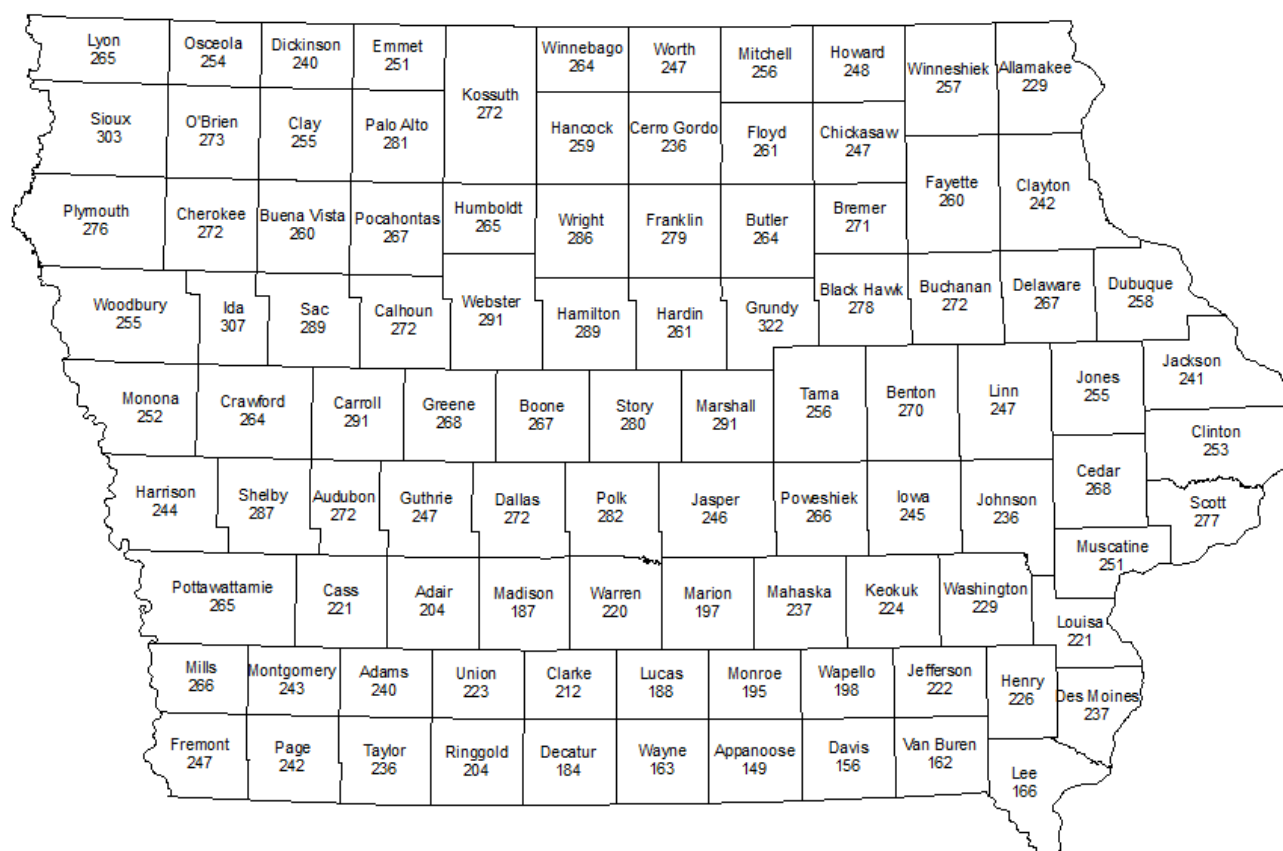 Lyon
265
Osceola
254
Dickinson
240
Emmet
251
Kossuth
272
Winnebago
264
Worth
247
Mitchell
256
Howard
248
Winneshiek
257
Allamakee
229
Sioux
303
O'Brien
273
Clay
255
Palo Alto
281
Hancock
259
Cerro Gordo
236
Floyd
261
Chickasaw
247
Fayette
260
Clayton
242
Plymouth
276
Cherokee
272
Buena Vista
260
Pocahontas
267
Humboldt
265
Wright
286
Franklin
279
Butler
264
Bremer
271
Woodbury
255
Ida
307
Sac
289
Calhoun
272
Webster
291
Hamilton
289
Hardin
261
Grundy
322
Black Hawk
278
Buchanan
272
Delaware
267
Dubuque
258
Monona
252
Crawford
264
Carroll
291
Greene
268
Boone
267
Story
280
Marshall
291
Tama
256
Benton
270
Linn
247
Jones
255
Jackson
241
Clinton
253
Harrison
244
Shelby
287
Audubon
272
Guthrie
247
Dallas
272
Polk
282
Jasper
246
Poweshiek
266
Iowa
245
Johnson
236
Cedar
268
Scott
277
Muscatine
251
Pottawattamie
265
Cass
221
Adair
204
Madison
187
Warren
220
Marion
197
Mahaska
237
Keokuk
224
Washington
229
Louisa
221
Mills
266
Montgomery
243
Adams
240
Union
223
Clarke
212
Lucas
188
Monroe
195
Wapello
198
Jefferson
222
Henry
226
Des Moines
237
Fremont
247
Page
242
Taylor
236
Ringgold
204
Decatur
184
Wayne
163
Appanoose
149
Davis
156
Van Buren
162
Lee
166